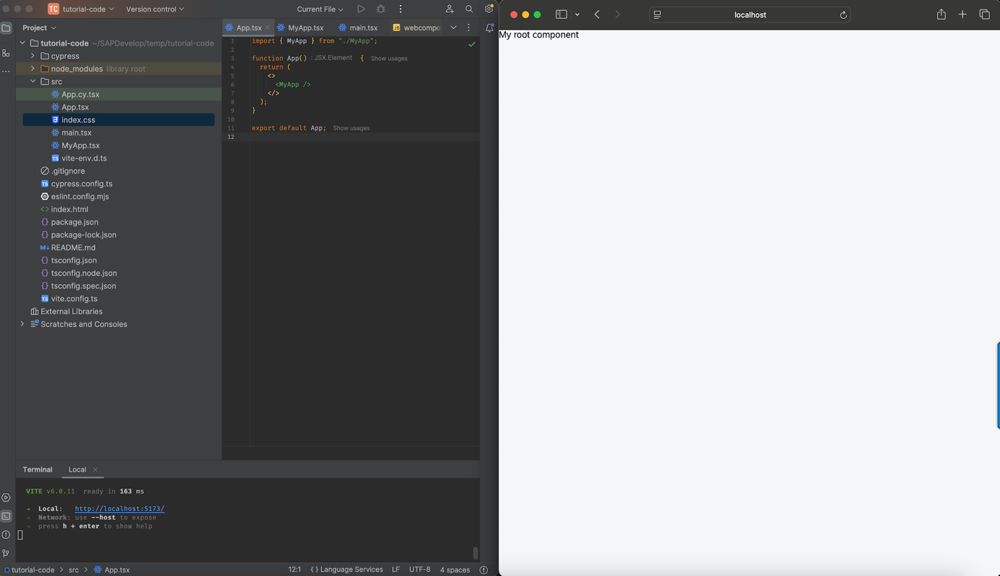 TC tutorial-code Version control Current File
Project
tutorial-code ~/SAPDevelop/temp/tutorial-code
cypress
node_modules library root
src
App.cy.tsx
App.tsx
index.css
main.tsx
MyApp.tsx
TS vite-env.d.ts
.gitignore
TS cypress.config.ts
eslint.config.mjs
<> index.html
{} package.json
{} package-lock.json
M↓ README.md
{} tsconfig.json
{} tsconfig.node.json
{} tsconfig.spec.json
TS vite.config.ts
External Libraries
Scratches and Consoles
App.tsx MyApp.tsx main.tsx JS webcompo
1 import { MyApp } from "./MyApp";
2
3 function App() : JSX.Element { Show usages
4 return (
5 <>
6 <MyApp />
7 </>
8 );
9 }
10
11 export default App; Show usages
12
Terminal Local
VITE v6.0.11 ready in 163 ms
➜ Local: http://localhost:5173/
➜ Network: use --host to expose
➜ press h + enter to show help
tutorial-code > src > App.tsx 12:1 {} Language Services LF UTF-8 4 spaces
localhost
My root component